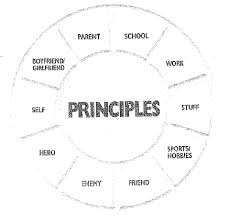 PARENT
SCHOOL
WORK
STUFF
SPORTS/
HOBBIES
FRIEND
ENEMY
HERO
SELF
BOYFRIEND/
GIRLFRIEND
PRINCIPLES